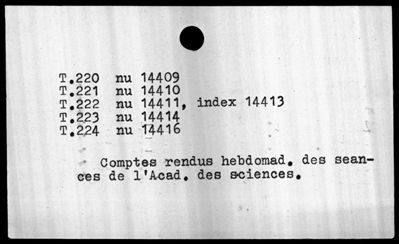 T.220 nu 14409
T.221 nu 14410
T.222 nu 14411, index 14413
T.223 nu 14414
T.224 nu 14416
Comptes rendus hebdomad. des sean-
ces de l'Acad. des sciences.